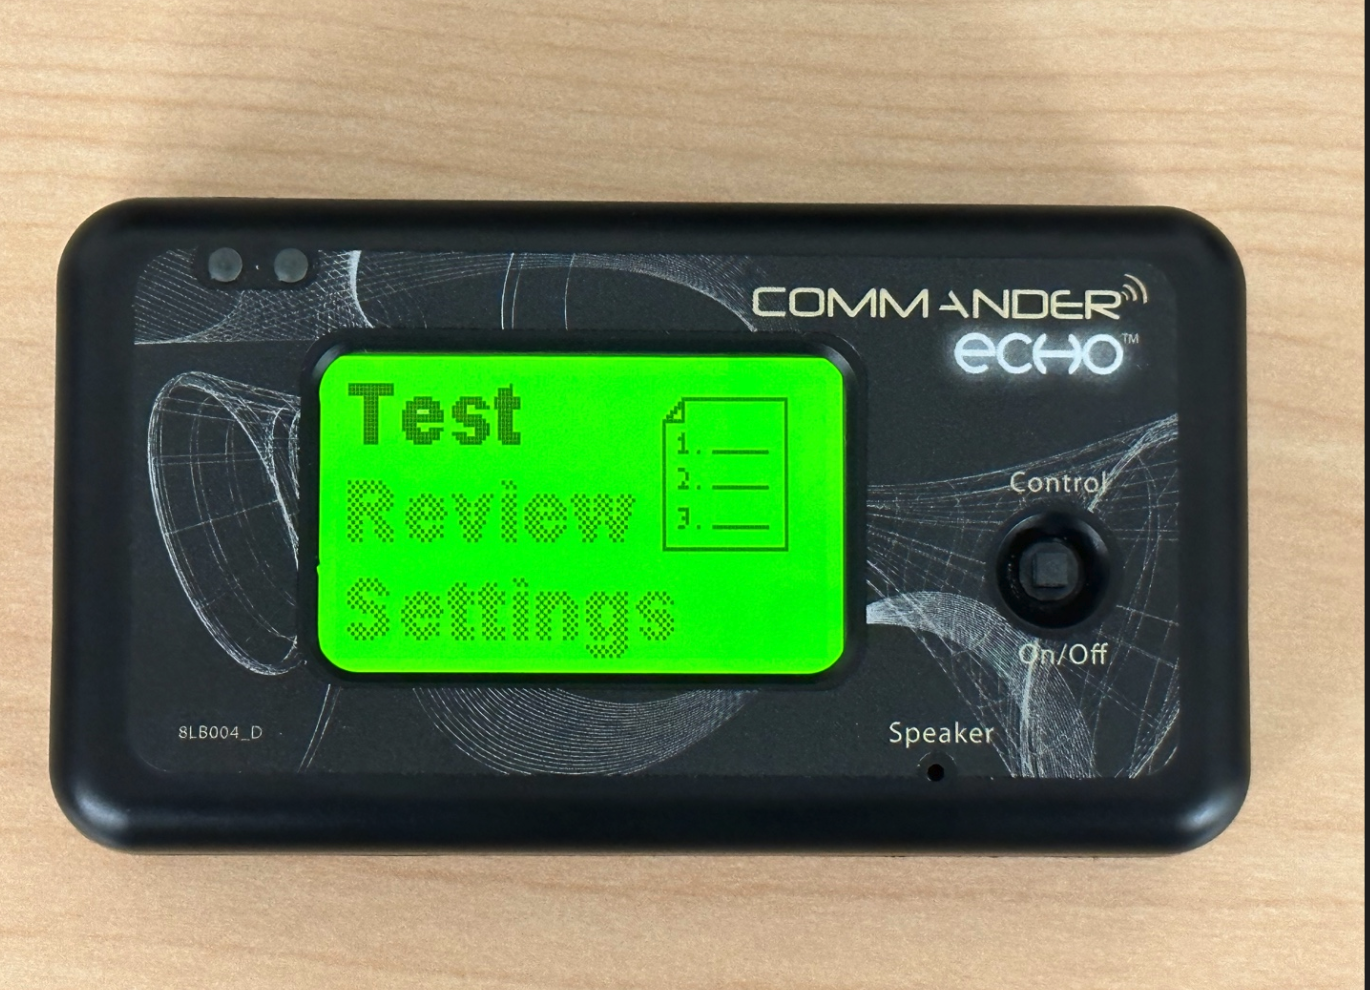 COMMANDER
ECHO™
Test
Review
Settings
1.
2.
3.
Control
On/Off
Speaker
8LB004_D